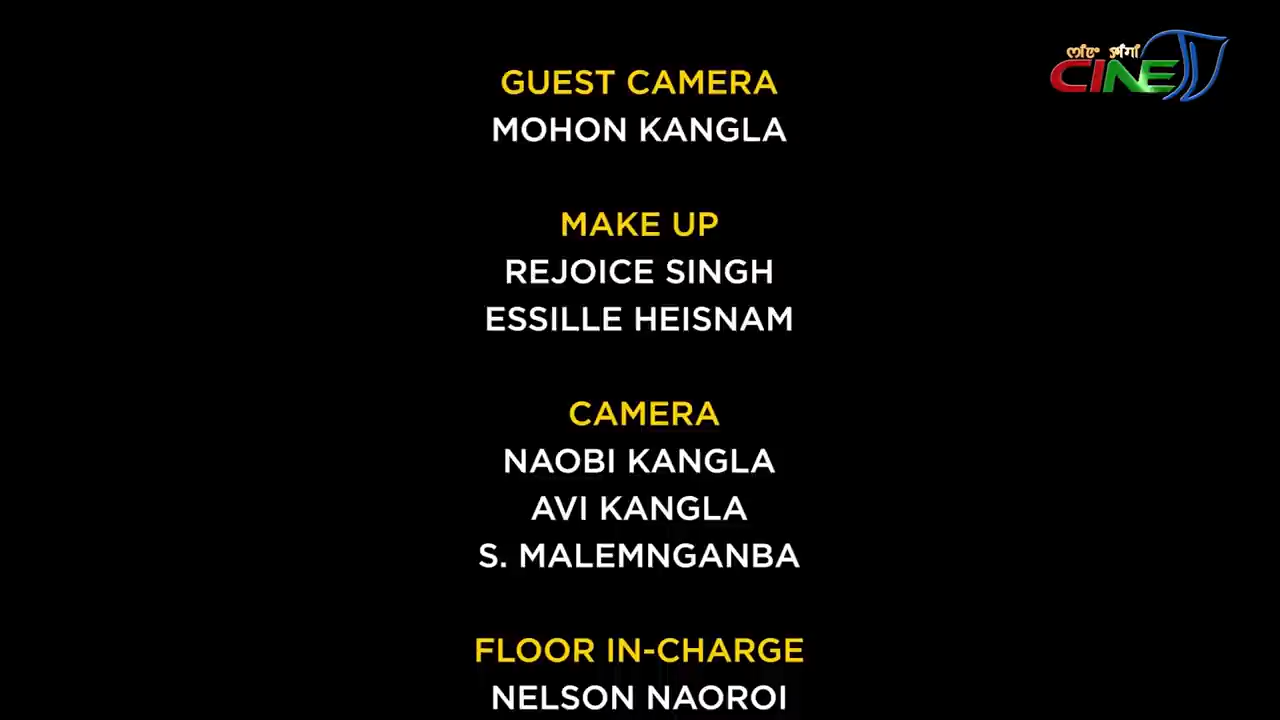 GUEST CAMERA
MOHON KANGLA
MAKE UP
REJOICE SINGH
ESSILLE HEISNAM
CAMERA
NAOBI KANGLA
AVI KANGLA
S. MALEMNGANBA
FLOOR IN-CHARGE
NELSON NAOROI
CINE